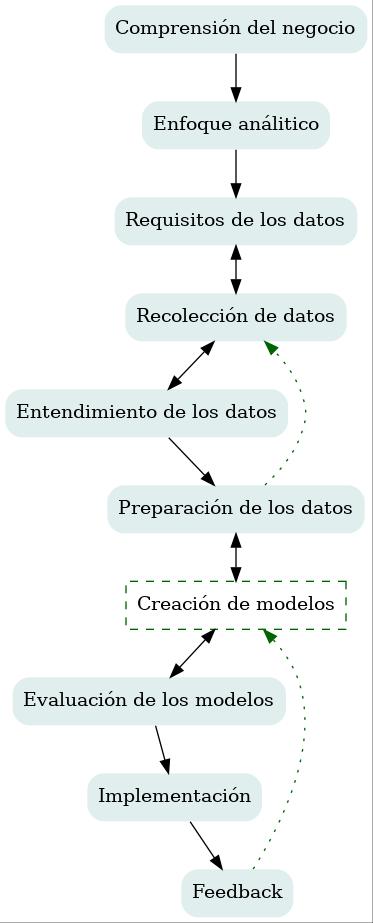 Comprensión del negocio
Enfoque análitico
Requisitos de los datos
Recolección de datos
Entendimiento de los datos
Preparación de los datos
Creación de modelos
Evaluación de los modelos
Implementación
Feedback